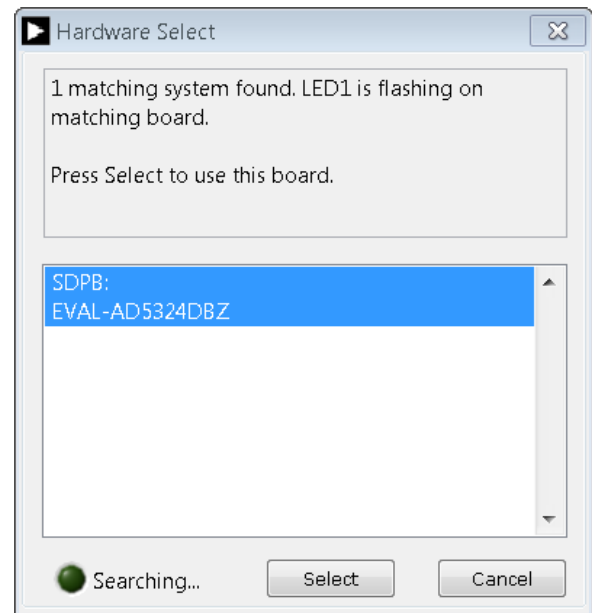 Hardware Select
1 matching system found. LED1 is flashing on
matching board.
Press Select to use this board.
SDPB:
EVAL-AD5324DBZ
Searching...
Select
Cancel